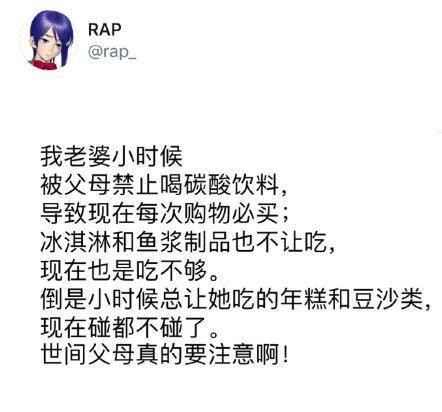 RAP
@rap_
我老婆小时候
被父母禁止喝碳酸饮料，
导致现在每次购物必买；
冰淇淋和鱼浆制品也不让吃，
现在也是吃不够。
倒是小时候总让她吃的年糕和豆沙类，
现在碰都不碰了。
世间父母真的要注意啊！